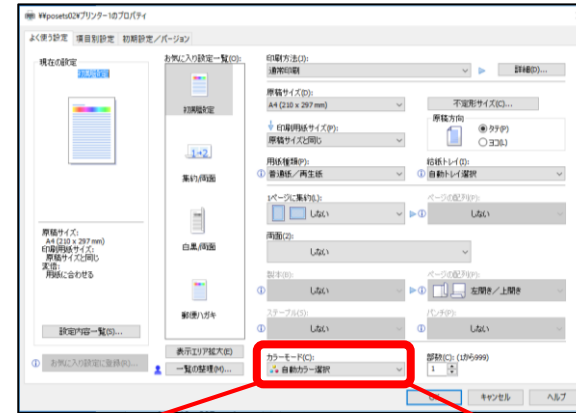 ¥¥posets02¥プリンター1のプロパティ
よく使う設定 項目別設定 初期設定／バージョン
現在の設定
初期設定
お気に入り設定一覧(O):
初期設定
集約/両面
白黒/両面
郵便ハガキ
原稿サイズ:
A4 (210 x 297 mm)
印刷用紙サイズ:
原稿サイズと同じ
変倍:
用紙に合わせる
設定内容一覧(S)...
お気に入り設定に登録(R)...
表示エリア拡大(E)
一覧の整理(M)...
印刷方法(J):
通常印刷
詳細(D)...
原稿サイズ(D):
A4 (210 x 297 mm)
不定形サイズ(C)...
印刷用紙サイズ(P):
原稿サイズと同じ
原稿方向
タテ(P)
ヨコ(L)
用紙種類(P):
普通紙／再生紙
給紙トレイ(I):
自動トレイ選択
1ページに集約(L):
しない
ページの配列(P):
しない
両面(2):
しない
製本(B):
しない
ページの配列(P):
左開き／上開き
ステープル(S):
しない
パンチ(P):
しない
カラーモード(C):
自動カラー選択
部数(C): (1から999)
1
キャンセル
ヘルプ